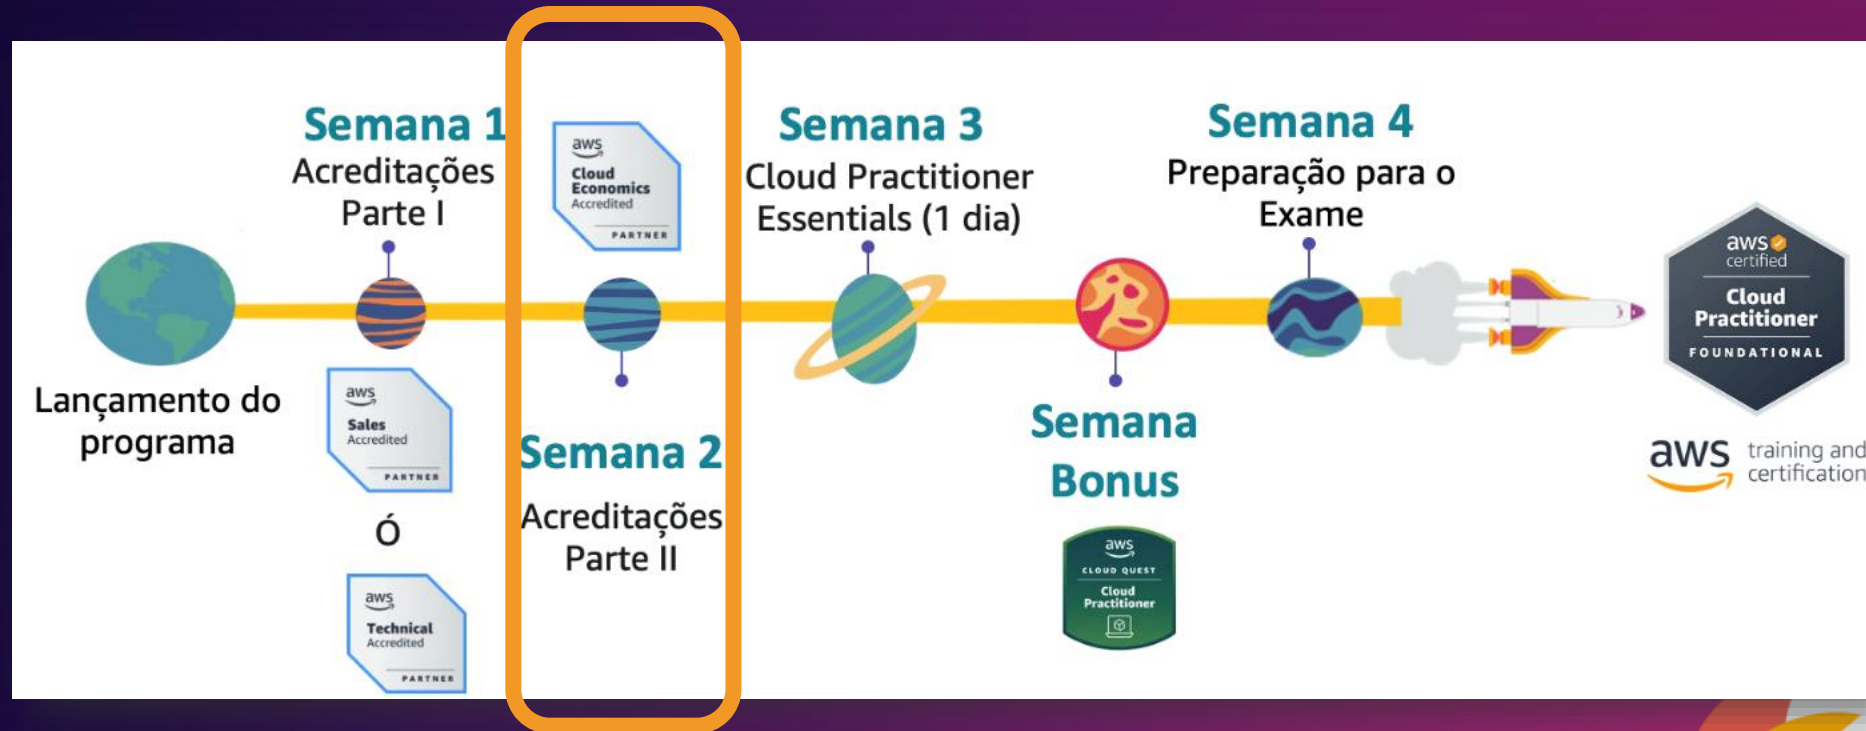 Lançamento do
programa
Semana 1
Acreditações
Parte I
aws
Sales
Accredited
PARTNER
Ó
aws
Technical
Accredited
PARTNER
aws
Cloud
Economics
Accredited
PARTNER
Semana 2
Acreditações
Parte II
Semana 3
Cloud Practitioner
Essentials (1 dia)
Semana
Bonus
aws
CLOUD QUEST
Cloud
Practitioner
Semana 4
Preparação para o
Exame
aws
certified
Cloud
Practitioner
FOUNDATIONAL
aws training and
certification